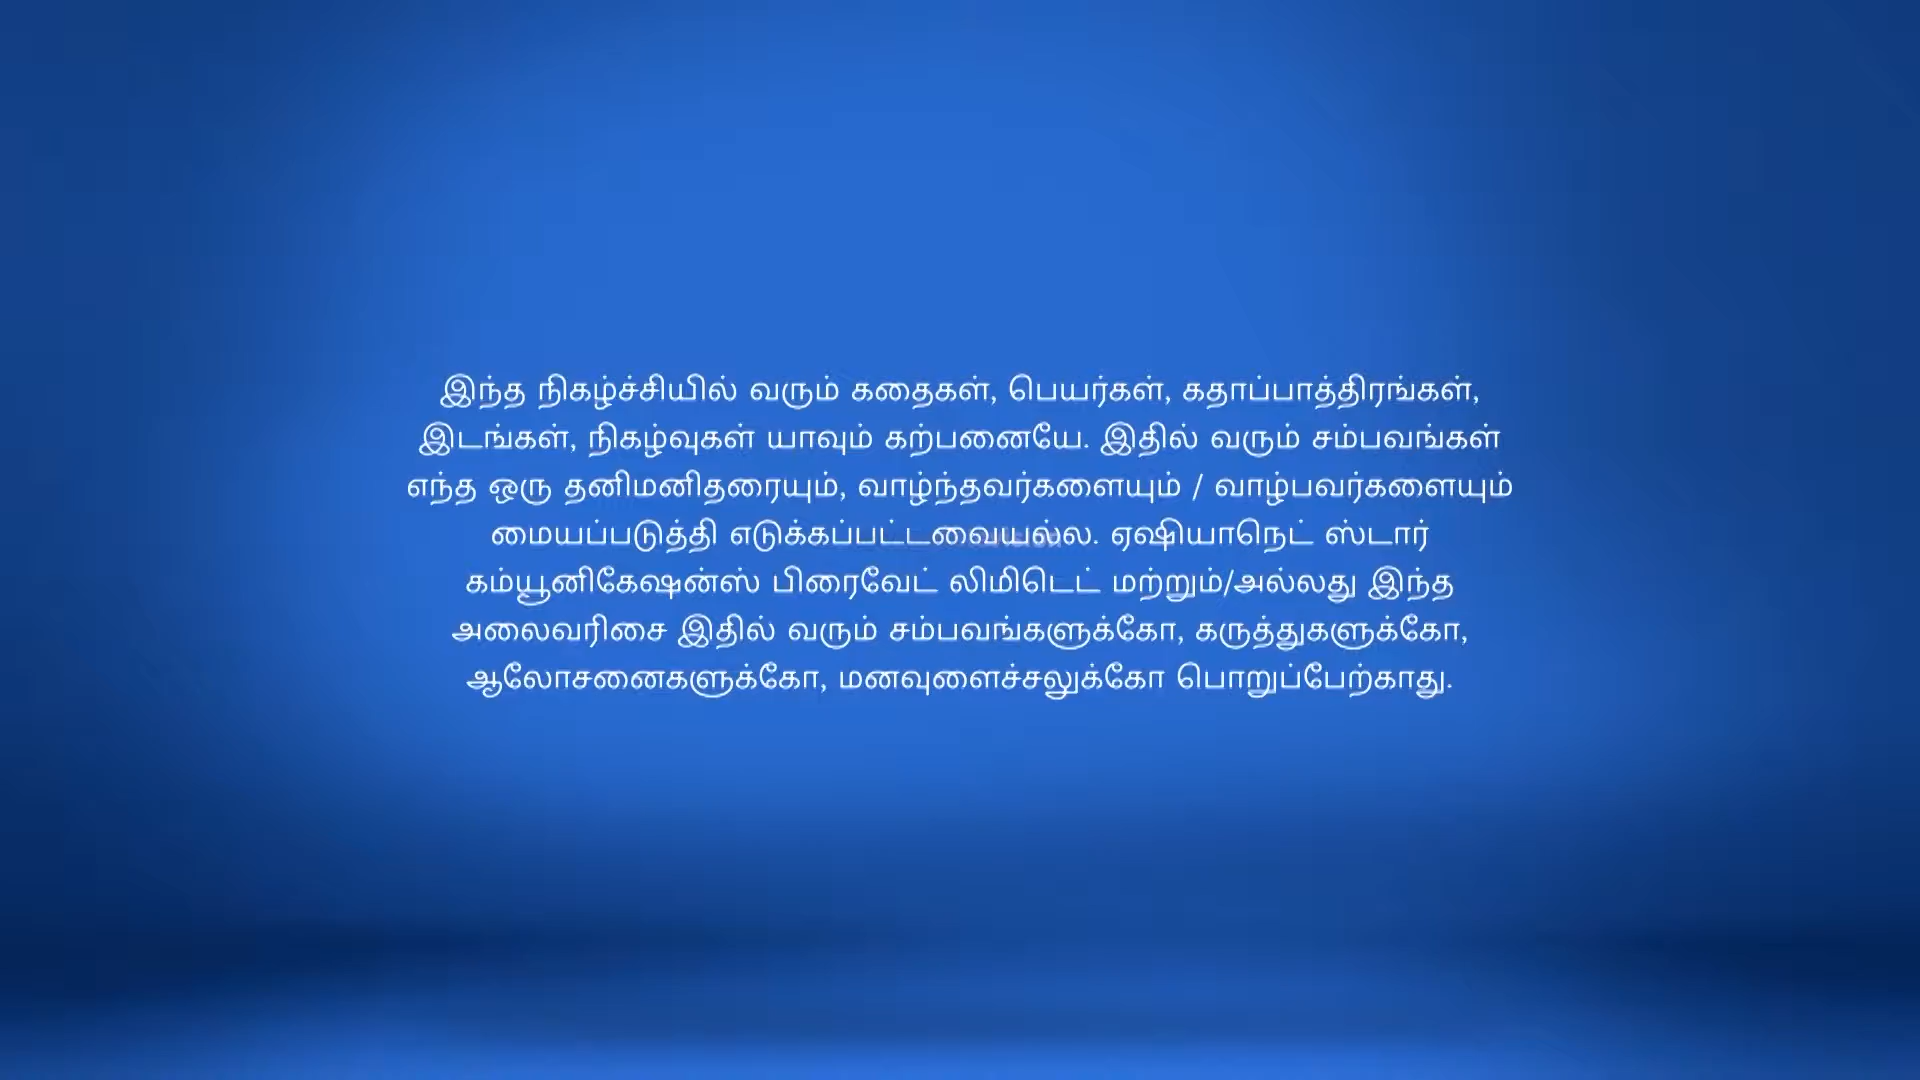 இந்த நிகழ்ச்சியில் வரும் கதைகள், பெயர்கள், கதாப்பாத்திரங்கள்,
இடங்கள், நிகழ்வுகள் யாவும் கற்பனையே. இதில் வரும் சம்பவங்கள்
எந்த ஒரு தனிமனிதரையும், வாழ்ந்தவர்களையும் / வாழ்பவர்களையும்
மையப்படுத்தி எடுக்கப்பட்டவையல்ல. ஏஷியாநெட் ஸ்டார்
கம்யூனிகேஷன்ஸ் பிரைவேட் லிமிடெட் மற்றும்/அல்லது இந்த
அலைவரிசை இதில் வரும் சம்பவங்களுக்கோ, கருத்துகளுக்கோ,
ஆலோசனைகளுக்கோ, மனவுளைச்சலுக்கோ பொறுப்பேற்காது.